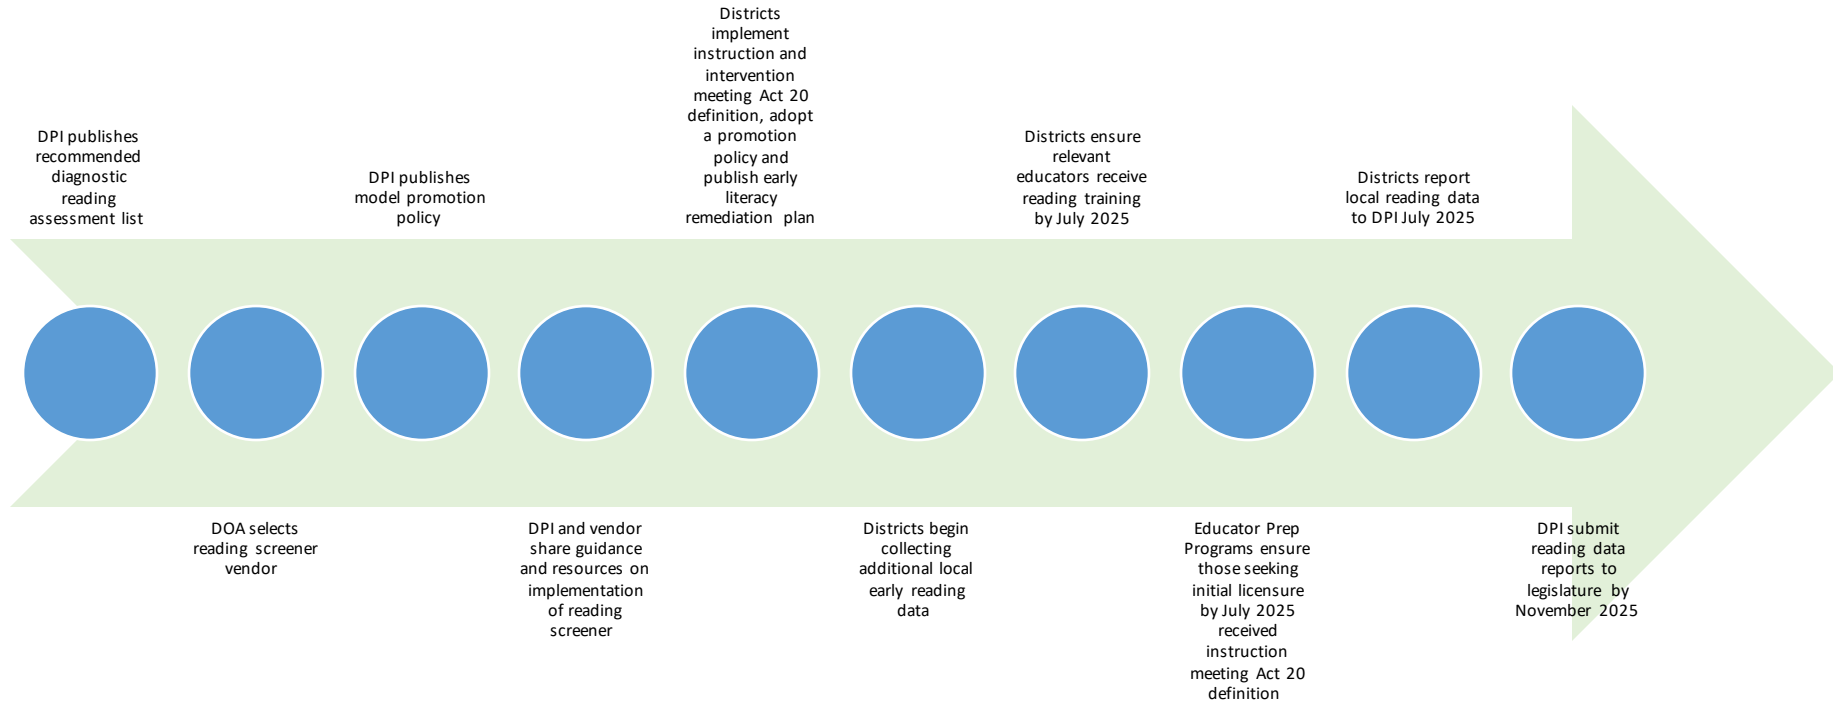 DPI publishes
recommended
diagnostic
reading
assessment list
DOA selects
reading screener
vendor
DPI publishes
model promotion
policy
DPI and vendor
share guidance
and resources on
implementation
of reading
screener
Districts
implement
instruction and
intervention
meeting Act 20
definition, adopt
a promotion
policy and
publish early
literacy
remediation plan
Districts begin
collecting
additional local
early reading
data
Districts ensure
relevant
educators receive
reading training
by July 2025
Educator Prep
Programs ensure
those seeking
initial licensure
by July 2025
received
instruction
meeting Act 20
definition
Districts report
local reading data
to DPI July 2025
DPI submit
reading data
reports to
legislature by
November 2025